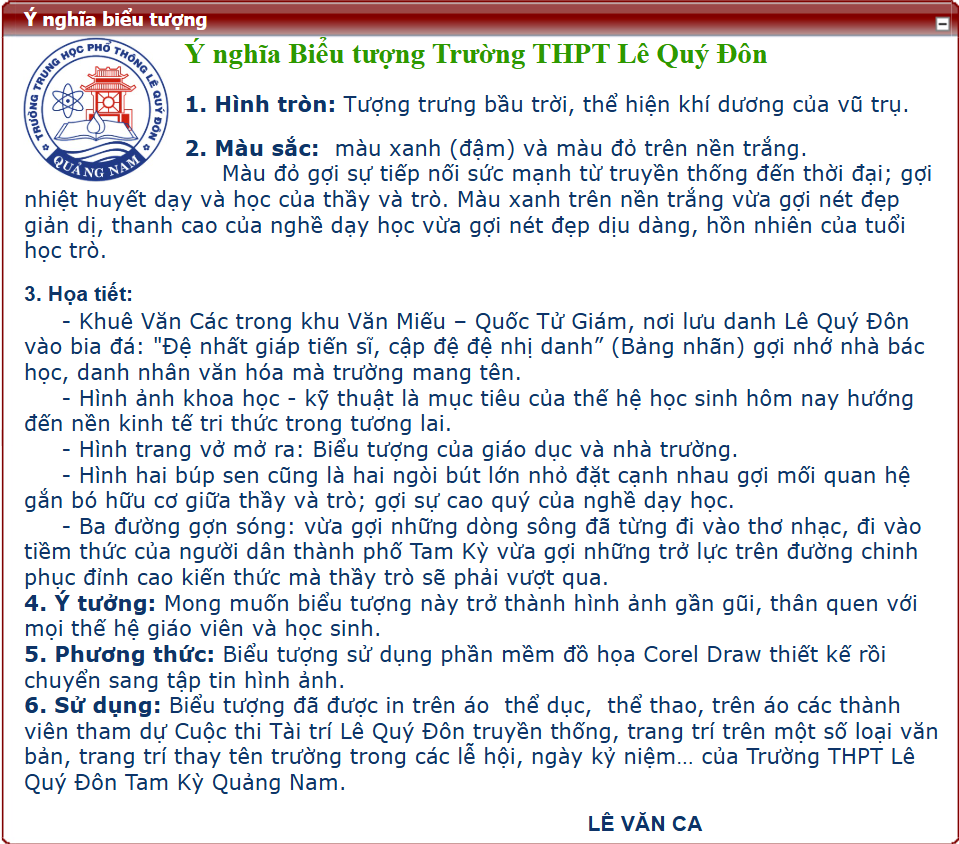 Ý nghĩa biểu tượng
TRƯỜNG TRUNG HỌC PHỔ THÔNG LÊ QUÝ ĐÔN
QUẢNG NAM
Ý nghĩa Biểu tượng Trường THPT Lê Quý Đôn
1. Hình tròn: Tượng trưng bầu trời, thể hiện khí dương của vũ trụ.
2. Màu sắc: màu xanh (đậm) và màu đỏ trên nền trắng.
Màu đỏ gợi sự tiếp nối sức mạnh từ truyền thống đến thời đại; gợi
nhiệt huyết dạy và học của thầy và trò. Màu xanh trên nền trắng vừa gợi nét đẹp
giản dị, thanh cao của nghề dạy học vừa gợi nét đẹp dịu dàng, hồn nhiên của tuổi
học trò.
3. Họa tiết:
- Khuê Văn Các trong khu Văn Miếu – Quốc Tử Giám, nơi lưu danh Lê Quý Đôn
vào bia đá: "Đệ nhất giáp tiến sĩ, cập đệ đệ nhị danh” (Bảng nhãn) gợi nhớ nhà bác
học, danh nhân văn hóa mà trường mang tên.
- Hình ảnh khoa học - kỹ thuật là mục tiêu của thế hệ học sinh hôm nay hướng
đến nền kinh tế tri thức trong tương lai.
- Hình trang vở mở ra: Biểu tượng của giáo dục và nhà trường.
- Hình hai búp sen cũng là hai ngòi bút lớn nhỏ đặt cạnh nhau gợi mối quan hệ
gắn bó hữu cơ giữa thầy và trò; gợi sự cao quý của nghề dạy học.
- Ba đường gợn sóng: vừa gợi những dòng sông đã từng đi vào thơ nhạc, đi vào
tiềm thức của người dân thành phố Tam Kỳ vừa gợi những trở lực trên đường chinh
phục đỉnh cao kiến thức mà thầy trò sẽ phải vượt qua.
4. Ý tưởng: Mong muốn biểu tượng này trở thành hình ảnh gần gũi, thân quen với
mọi thế hệ giáo viên và học sinh.
5. Phương thức: Biểu tượng sử dụng phần mềm đồ họa Corel Draw thiết kế rồi
chuyển sang tập tin hình ảnh.
6. Sử dụng: Biểu tượng đã được in trên áo thể dục, thể thao, trên áo các thành
viên tham dự Cuộc thi Tài trí Lê Quý Đôn truyền thống, trang trí trên một số loại văn
bản, trang trí thay tên trường trong các lễ hội, ngày kỷ niệm… của Trường THPT Lê
Quý Đôn Tam Kỳ Quảng Nam.
LÊ VĂN CA